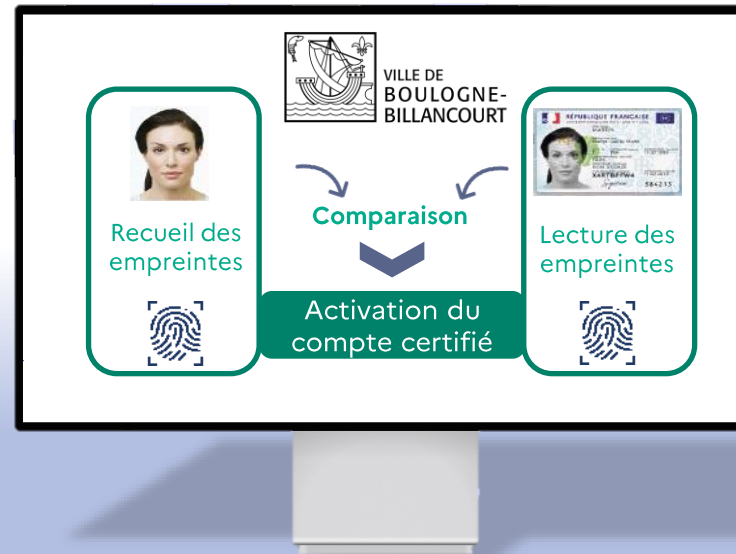 VILLE DE
BOULOGNE-
BILLANCOURT
RÉPUBLIQUE FRANÇAISE
Comparaison
Recueil des
empreintes
Lecture des
empreintes
Activation du
compte certifié